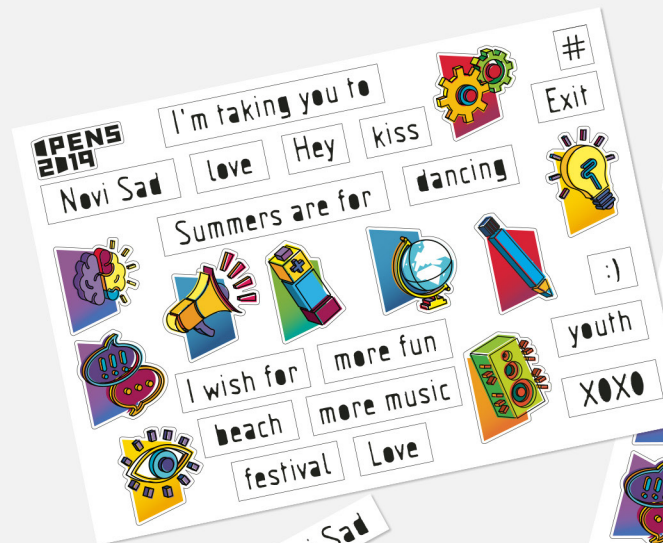 OPENS
2019
I'm taking you to
#
Exit
Novi Sad
love
Hey
kiss
Summers are for
dancing
:)
I wish for
more fun
youth
beach
more music
XOXO
festival
Love
Sad